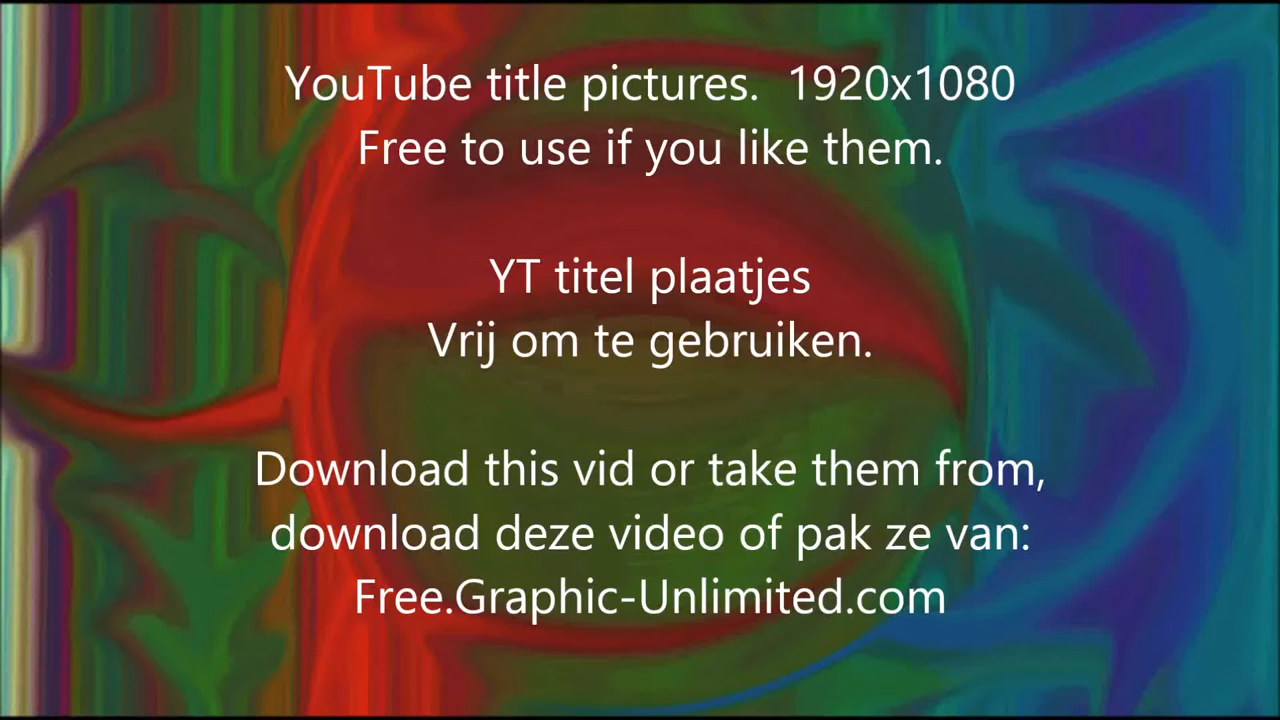 YouTube title pictures.  1920x1080
Free to use if you like them.
YT titel plaatjes
Vrij om te gebruiken.
Download this vid or take them from,
download deze video of pak ze van:
Free.Graphic-Unlimited.com